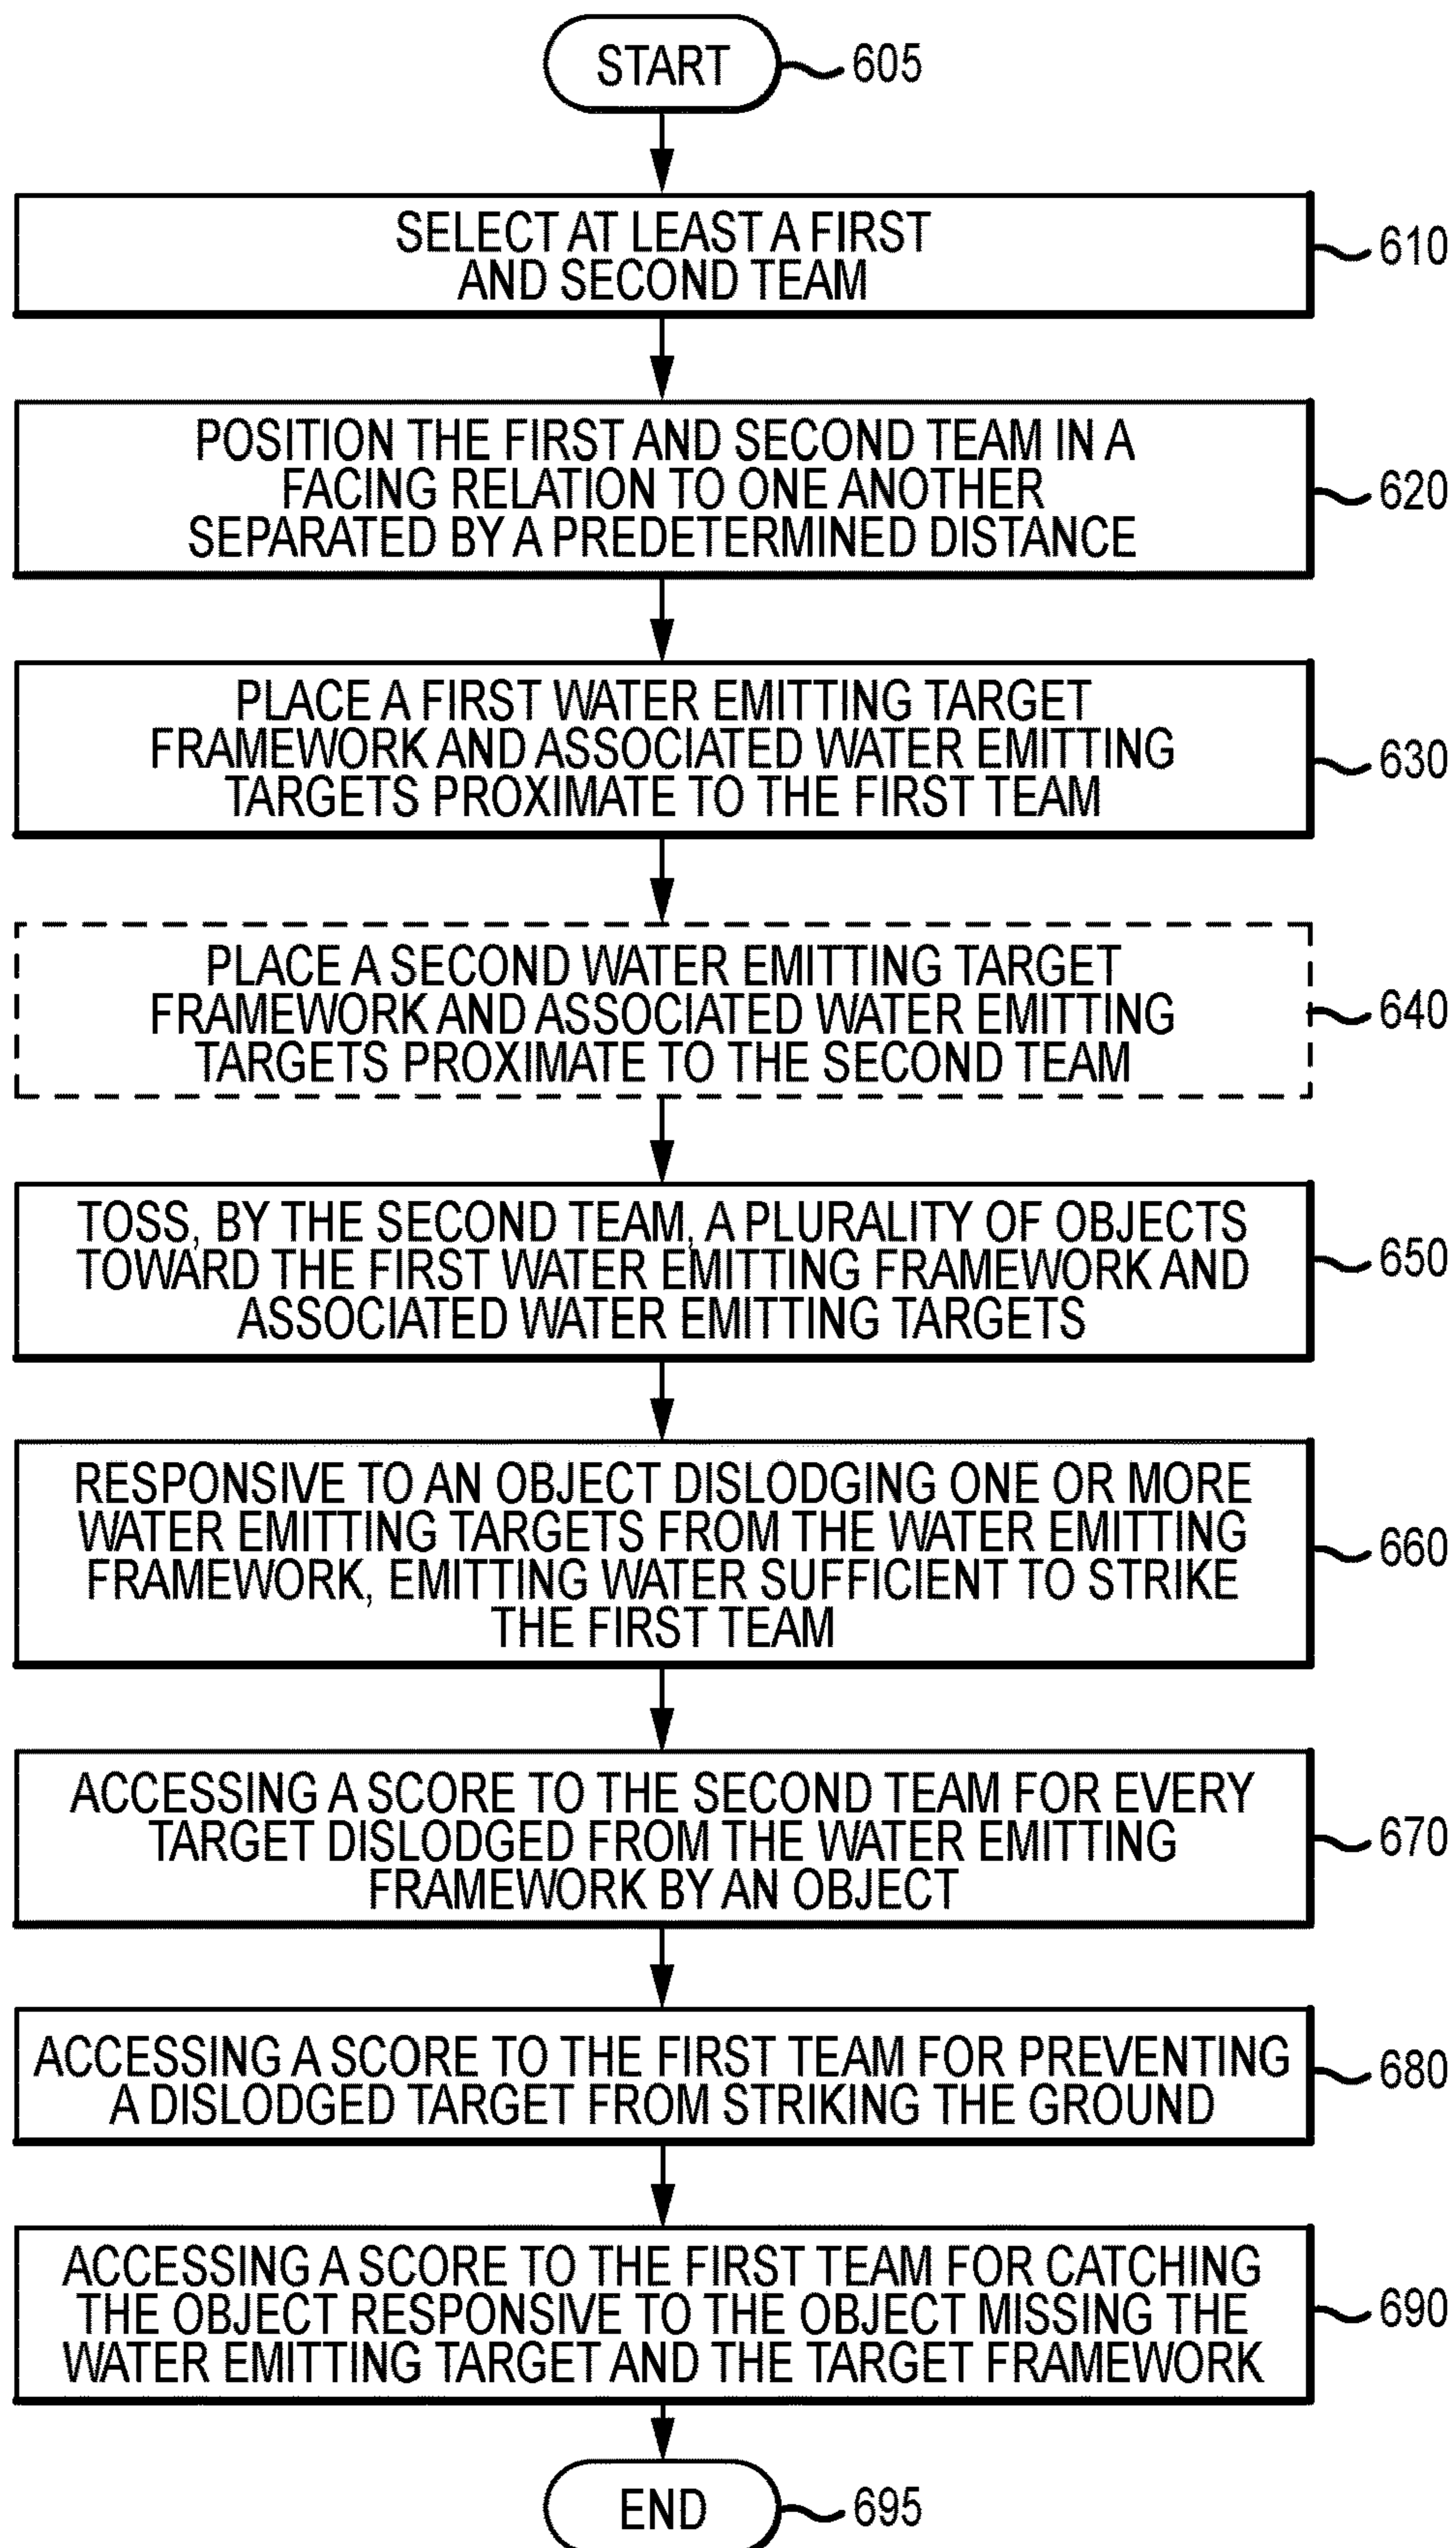 START
605
SELECT AT LEAST A FIRST
AND SECOND TEAM
610
POSITION THE FIRST AND SECOND TEAM IN A
FACING RELATION TO ONE ANOTHER
SEPARATED BY A PREDETERMINED DISTANCE
620
PLACE A FIRST WATER EMITTING TARGET
FRAMEWORK AND ASSOCIATED WATER EMITTING
TARGETS PROXIMATE TO THE FIRST TEAM
630
PLACE A SECOND WATER EMITTING TARGET
FRAMEWORK AND ASSOCIATED WATER EMITTING
TARGETS PROXIMATE TO THE SECOND TEAM
640
TOSS, BY THE SECOND TEAM, A PLURALITY OF OBJECTS
TOWARD THE FIRST WATER EMITTING FRAMEWORK AND
ASSOCIATED WATER EMITTING TARGETS
650
RESPONSIVE TO AN OBJECT DISLODGING ONE OR MORE
WATER EMITTING TARGETS FROM THE WATER EMITTING
FRAMEWORK, EMITTING WATER SUFFICIENT TO STRIKE
THE FIRST TEAM
660
ACCESSING A SCORE TO THE SECOND TEAM FOR EVERY
TARGET DISLODGED FROM THE WATER EMITTING
FRAMEWORK BY AN OBJECT
670
ACCESSING A SCORE TO THE FIRST TEAM FOR PREVENTING
A DISLODGED TARGET FROM STRIKING THE GROUND
680
ACCESSING A SCORE TO THE FIRST TEAM FOR CATCHING
THE OBJECT RESPONSIVE TO THE OBJECT MISSING THE
WATER EMITTING TARGET AND THE TARGET FRAMEWORK
690
END
695